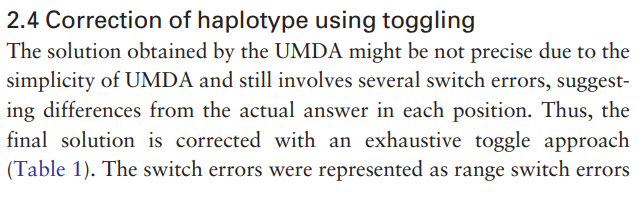 2.4 Correction of haplotype using toggling
The solution obtained by the UMDA might be not precise due to the
simplicity of UMDA and still involves several switch errors, suggest-
ing differences from the actual answer in each position. Thus, the
final solution is corrected with an exhaustive toggle approach
(Table 1). The switch errors were represented as range switch errors